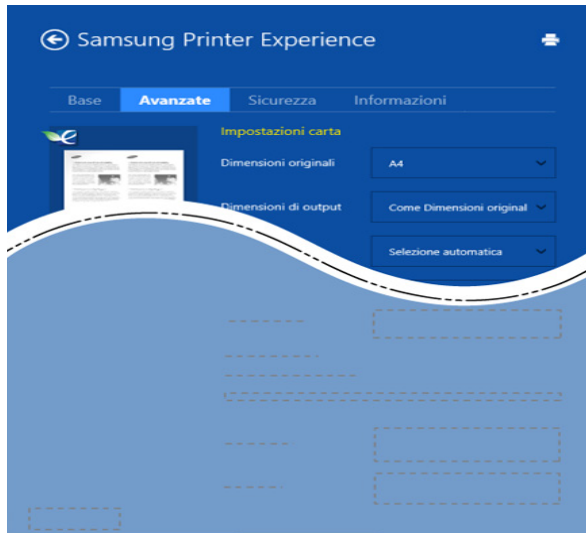 Samsung Printer Experience
Base Avanzate Sicurezza Informazioni
Impostazioni carta
Dimensioni originali A4
Dimensioni di output Come Dimensioni original
Selezione automatica